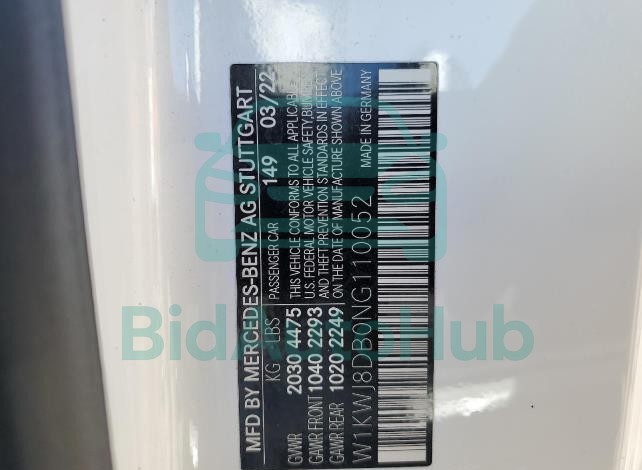 MFD BY MERCEDES-BENZ AG STUTTGART
KG LBS PASSENGER CAR 149 03/22
GVWR 2030 4475 THIS VEHICLE CONFORMS TO ALL APPLICABLE
GAWR FRONT 1040 2293 U.S. FEDERAL MOTOR VEHICLE SAFETY, BUMPER
GAWR REAR 1020 2249 AND THEFT PREVENTION STANDARDS IN EFFECT
ON THE DATE OF MANUFACTURE SHOWN ABOVE
W1KWJ8DB0NG110052 MADE IN GERMANY
BidAutoHub